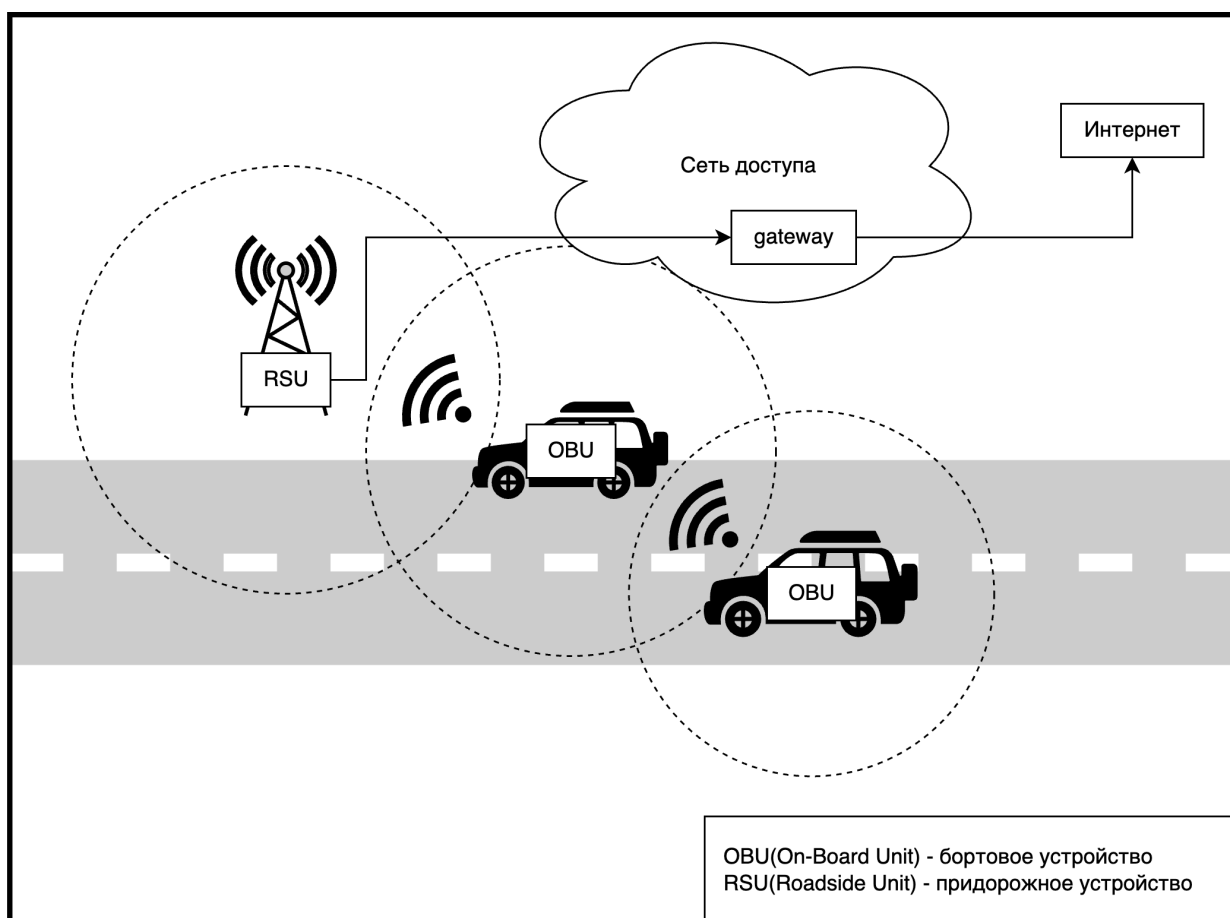 Интернет
Сеть доступа
gateway
RSU
OBU
OBU
OBU(On-Board Unit) - бортовое устройство
RSU(Roadside Unit) - придорожное устройство